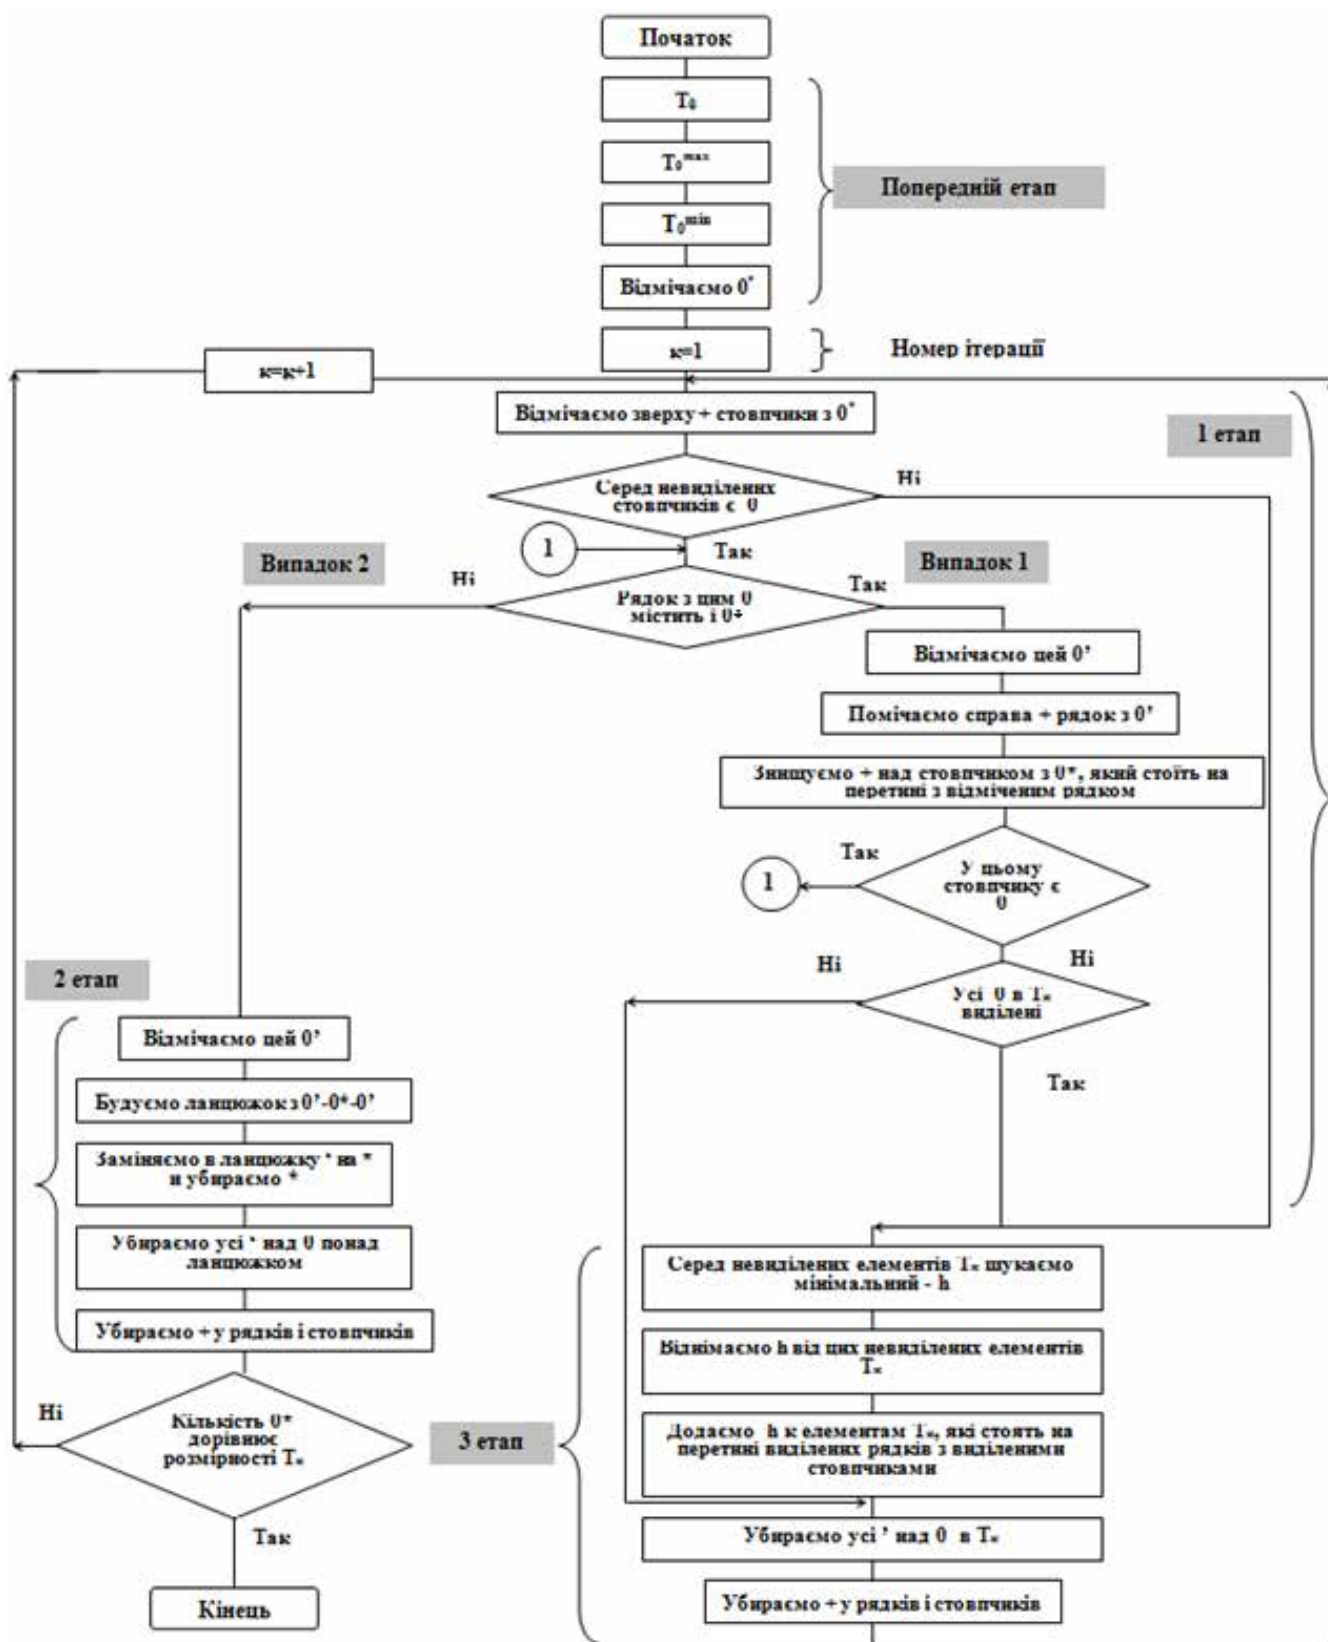 Початок
T₀
T₀ᵐᵃˣ
Попередній етап
T₀ᵐⁱⁿ
Відмічаємо 0*
к=1
Номер ітерації
к=к+1
Відмічаємо зверху + стовпчики з 0*
1 етап
Серед невиділених
стовпчиків є 0
Ні
1
Так
Випадок 2
Випадок 1
Ні
Так
Рядок з цим 0
містить і 0*
Відмічаємо цей 0’
Помічаємо справа + рядок з 0’
Знищуємо + над стовпчиком з 0*, який стоїть на
перетині з відміченим рядком
Так
1
У цьому
стовпчику є
0
Ні
Ні
Усі 0 в Tₖ
виділені
Так
2 етап
Відмічаємо цей 0’
Будуємо ланцюжок з 0’-0*-0’
Заміняємо в ланцюжку ‘ на *
и убираємо *
Убираємо усі ‘ над 0 понад
ланцюжком
Убираємо + у рядків і стовпчиків
Ні
Кількість 0*
дорівнює
розмірності Tₖ
Так
Кінець
3 етап
Серед невиділених елементів Tₖ шукаємо
мінімальний - h
Віднімаємо h від цих невиділених елементів
Tₖ
Додаємо h к елементам Tₖ, які стоять на
перетині виділених рядків з виділеними
стовпчиками
Убираємо усі ’ над 0 в Tₖ
Убираємо + у рядків і стовпчиків